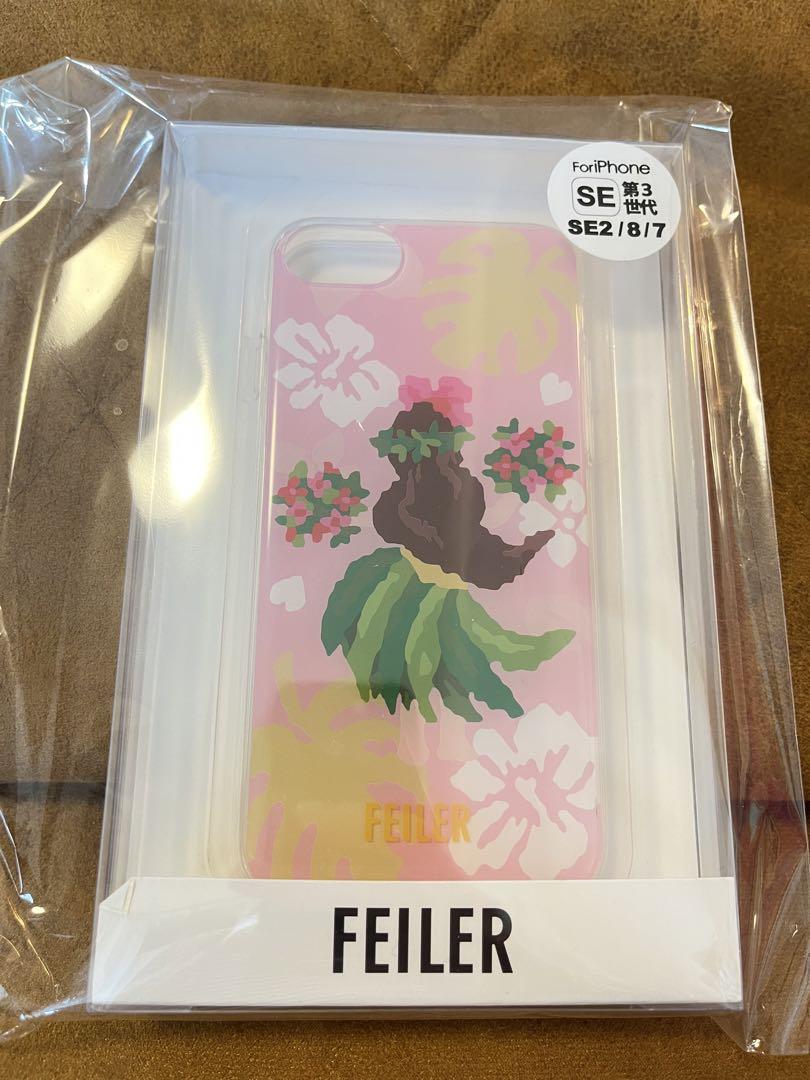 ForiPhone
SE 第3
世代
SE2/8/7
FEILER
FEILER